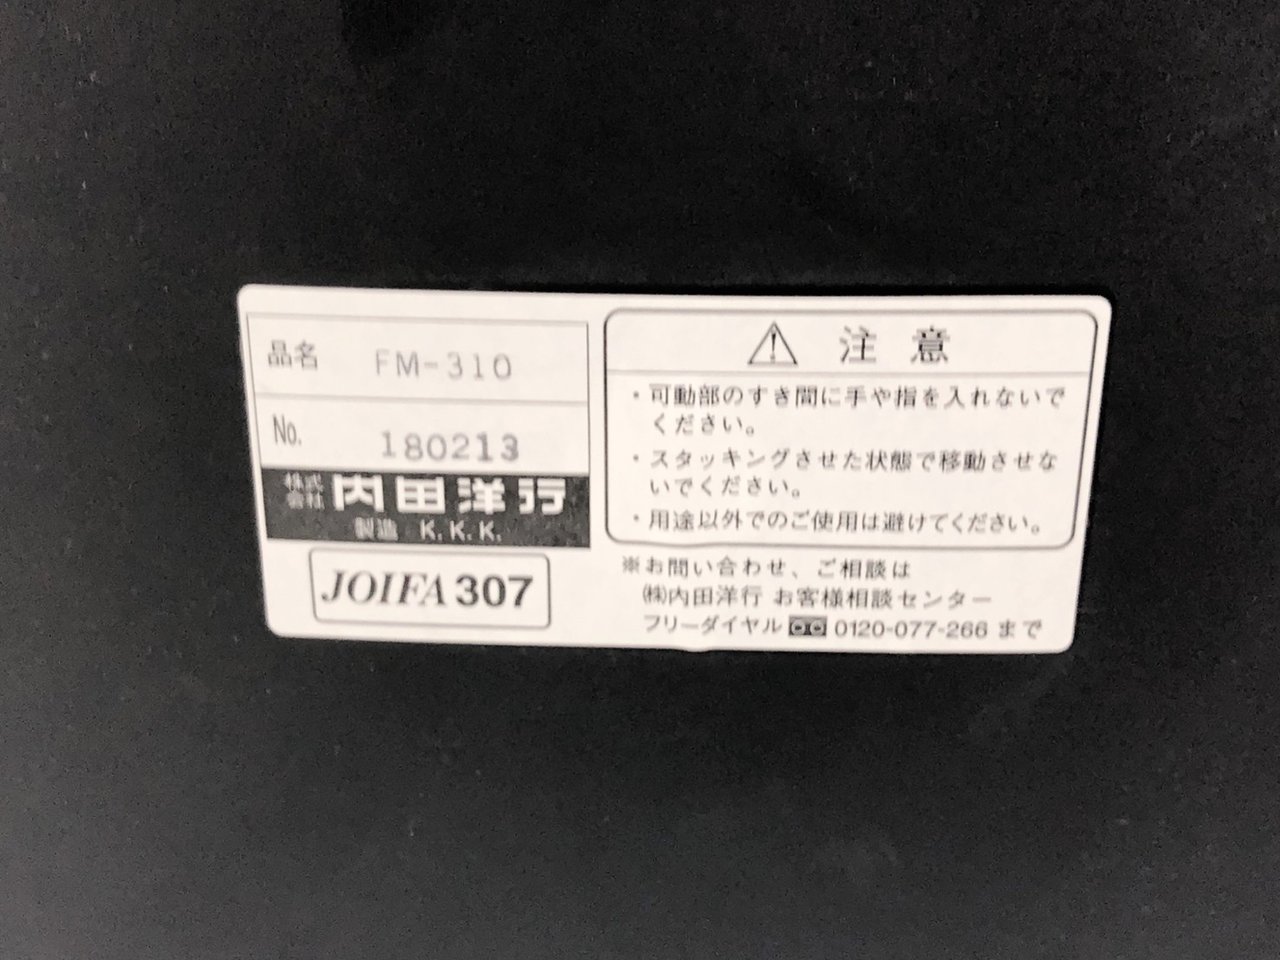 品名 FM-310
No. 180213
株式会社 内田洋行
製造 K.K.K.
JOIFA 307
⚠ 注意
・可動部のすき間に手や指を入れないで
ください。
・スタッキングさせた状態で移動させな
いでください。
・用途以外でのご使用は避けてください。
※お問い合わせ、ご相談は
㈱内田洋行 お客様相談センター
フリーダイヤル 0120-077-266 まで